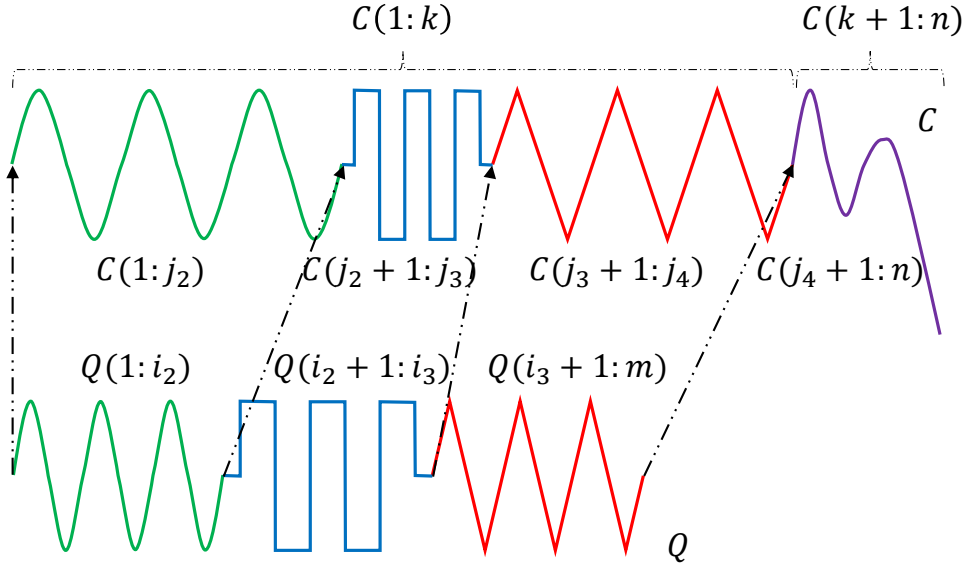 C(1:k)
C(k + 1:n)
C
C(1:j₂)
C(j₂ + 1:j₃)
C(j₃ + 1:j₄)
C(j₄ + 1:n)
Q(1:i₂)
Q(i₂ + 1:i₃)
Q(i₃ + 1:m)
Q